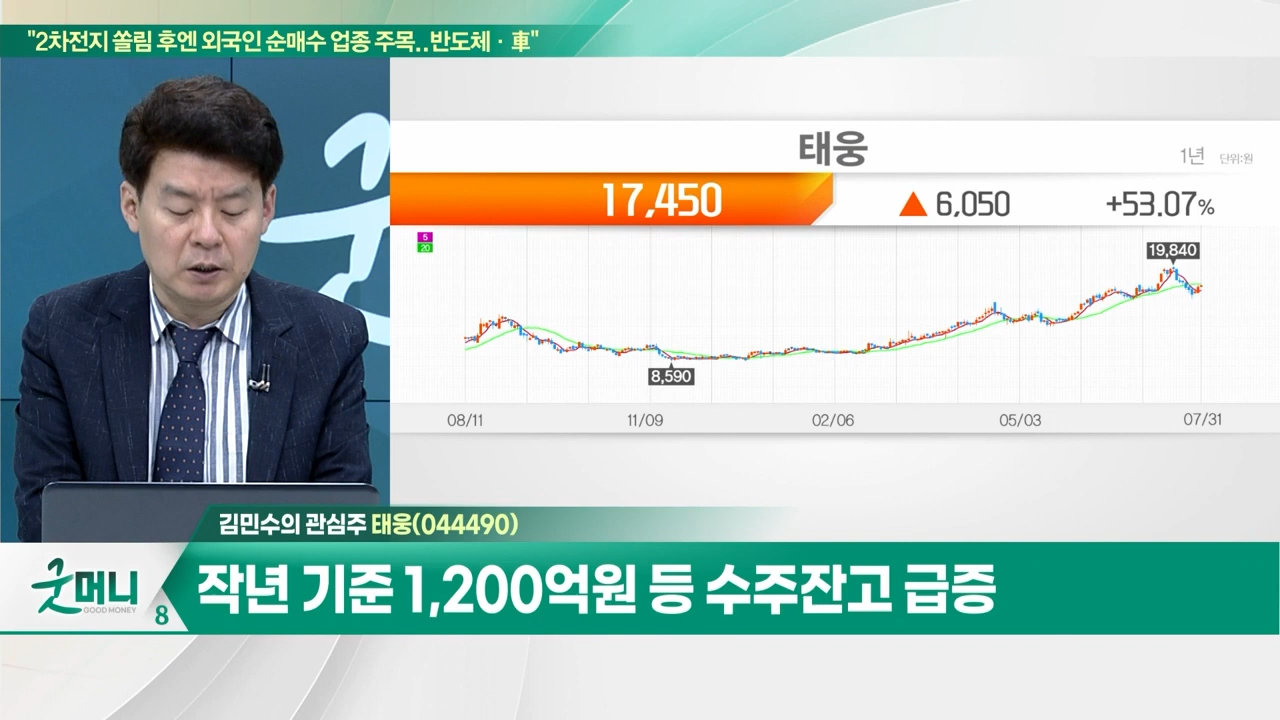 "2차전지 쏠림 후엔 외국인 순매수 업종 주목..반도체·車"
태웅
1년 단위:원
17,450 ▲ 6,050 +53.07%
5
20
19,840
8,590
08/11 11/09 02/06 05/03 07/31
김민수의 관심주 태웅(044490)
굿머니
GOOD MONEY
8
작년 기준 1,200억원 등 수주잔고 급증